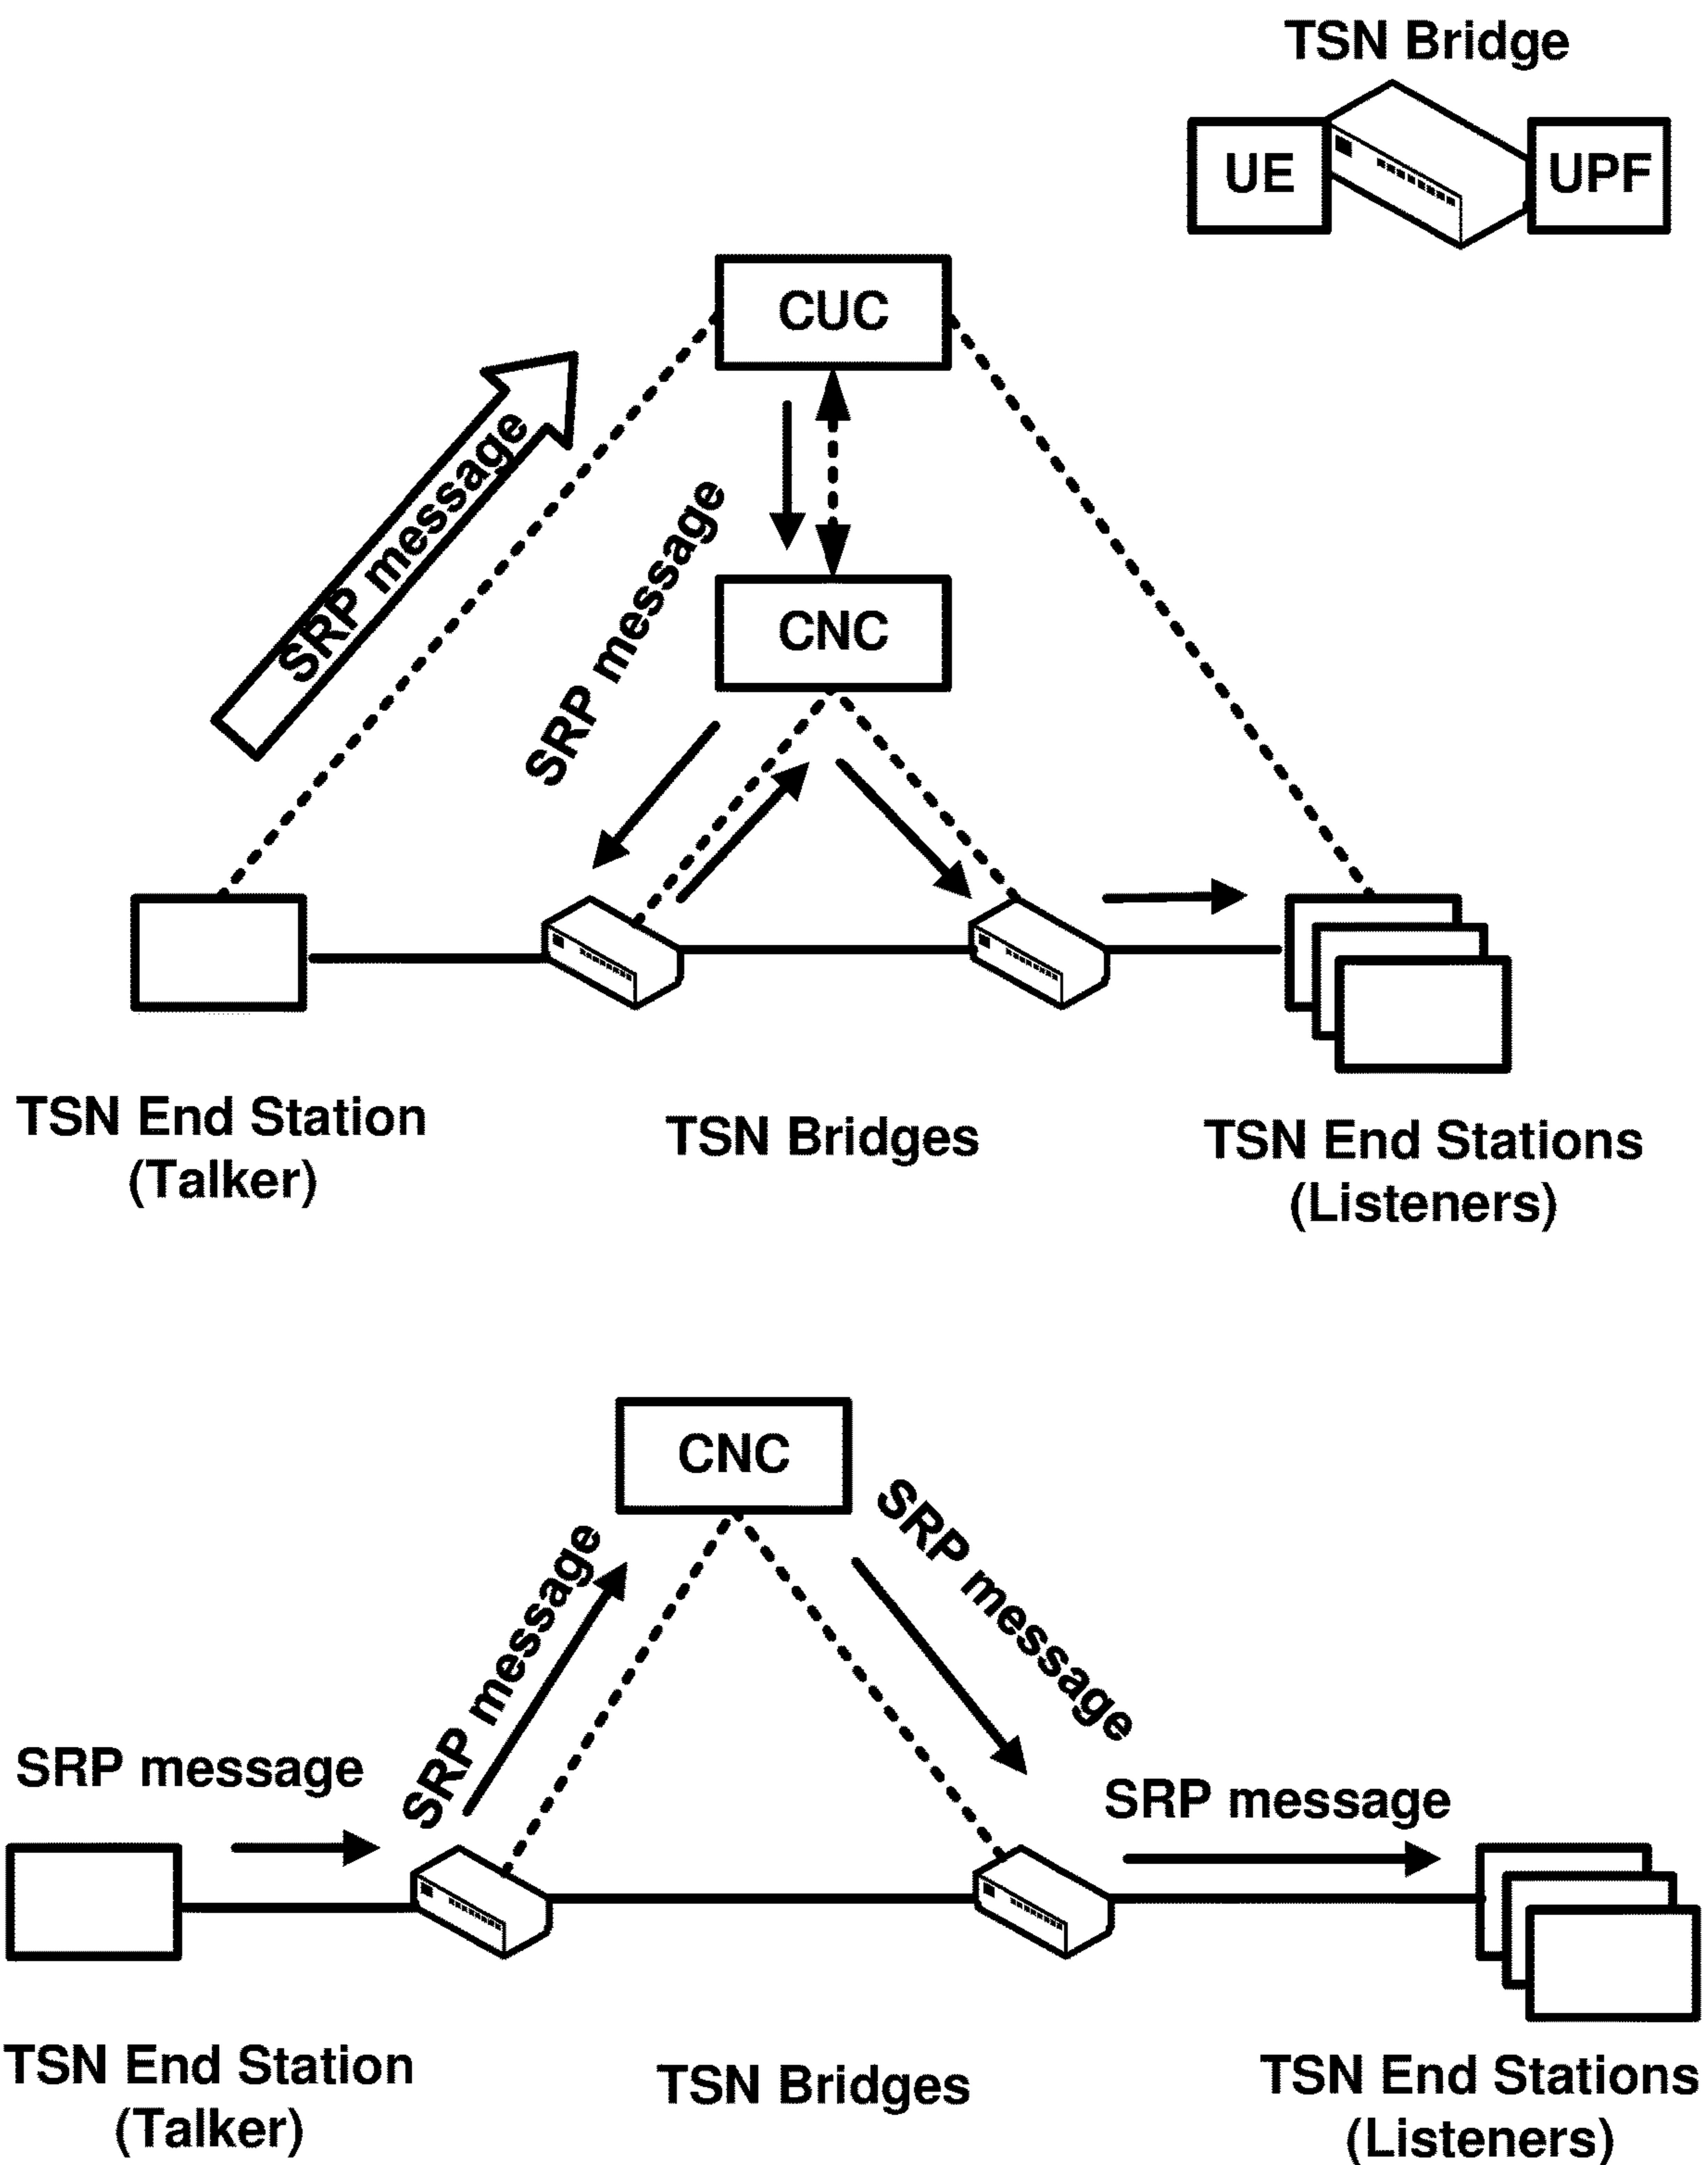 TSN Bridge
UE
UPF
CUC
SRP message
SRP message
CNC
TSN End Station
(Talker)
TSN Bridges
TSN End Stations
(Listeners)
CNC
SRP message
SRP message
SRP message
SRP message
TSN End Station
(Talker)
TSN Bridges
TSN End Stations
(Listeners)